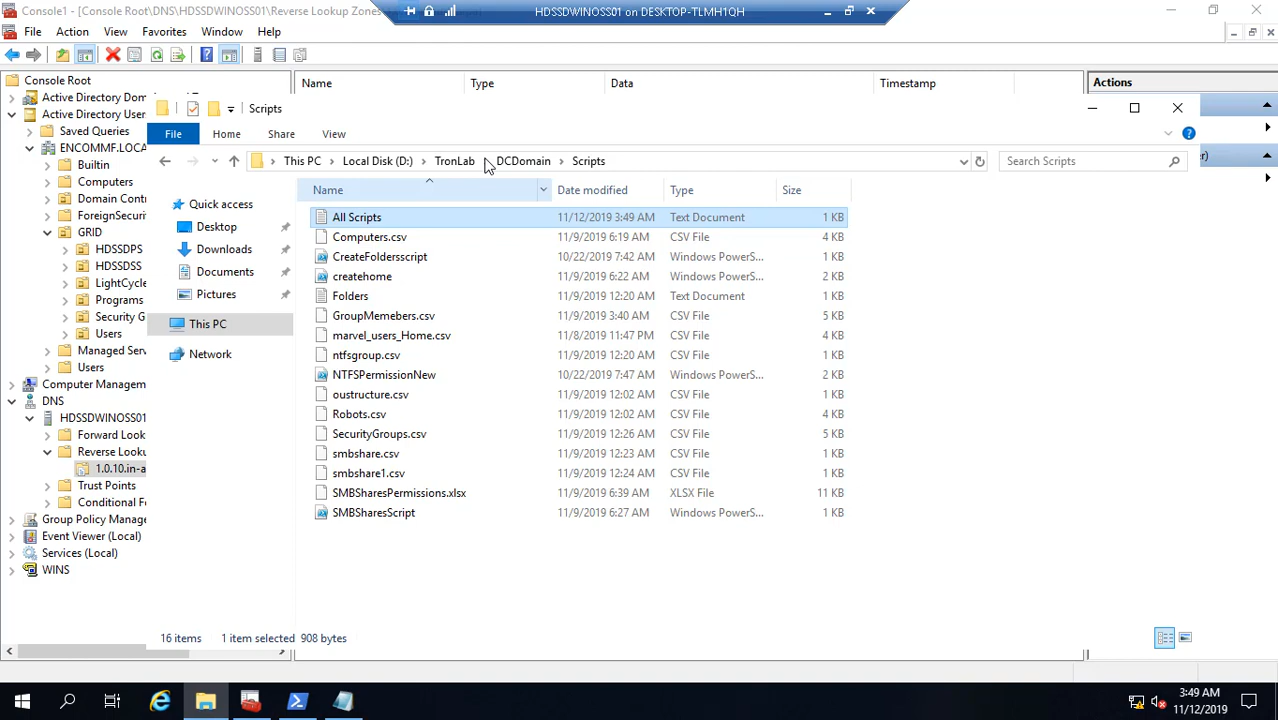 Console1 - [Console Root\DNS\HDSSDWINOSS01\Reverse Lookup Zones
HDSSDWINOSS01 on DESKTOP-TLMH1QH
File Action View Favorites Window Help
Console Root
Active Directory Dom
Active Directory User
Saved Queries
ENCOMMF.LOCA
Builtin
Computers
Domain Contr
ForeignSecuri
GRID
HDSSDPS
HDSSDSS
LightCycle
Programs
Security G
Users
Managed Serv
Users
Computer Managem
DNS
HDSSDWINOSS01
Forward Look
Reverse Looku
1.0.10.in-a
Trust Points
Conditional Fo
Group Policy Manage
Event Viewer (Local)
Services (Local)
WINS
Name Type Data Timestamp
Actions
r)
Scripts
File Home Share View
This PC Local Disk (D:) TronLab DCDomain Scripts
Search Scripts
Quick access
Desktop
Downloads
Documents
Pictures
This PC
Network
Name Date modified Type Size
All Scripts 11/12/2019 3:49 AM Text Document 1 KB
Computers.csv 11/9/2019 6:19 AM CSV File 4 KB
CreateFoldersscript 10/22/2019 7:42 AM Windows PowerS... 1 KB
createhome 11/9/2019 6:22 AM Windows PowerS... 2 KB
Folders 11/9/2019 12:20 AM Text Document 1 KB
GroupMemebers.csv 11/9/2019 3:40 AM CSV File 5 KB
marvel_users_Home.csv 11/8/2019 11:47 PM CSV File 4 KB
ntfsgroup.csv 11/9/2019 12:20 AM CSV File 1 KB
NTFSPermissionNew 10/22/2019 7:47 AM Windows PowerS... 2 KB
oustructure.csv 11/9/2019 12:02 AM CSV File 1 KB
Robots.csv 11/9/2019 12:02 AM CSV File 4 KB
SecurityGroups.csv 11/9/2019 12:26 AM CSV File 5 KB
smbshare.csv 11/9/2019 12:23 AM CSV File 1 KB
smbshare1.csv 11/9/2019 12:24 AM CSV File 1 KB
SMBSharesPermissions.xlsx 11/9/2019 6:39 AM XLSX File 11 KB
SMBSharesScript 11/9/2019 6:27 AM Windows PowerS... 1 KB
16 items 1 item selected 908 bytes
3:49 AM
11/12/2019